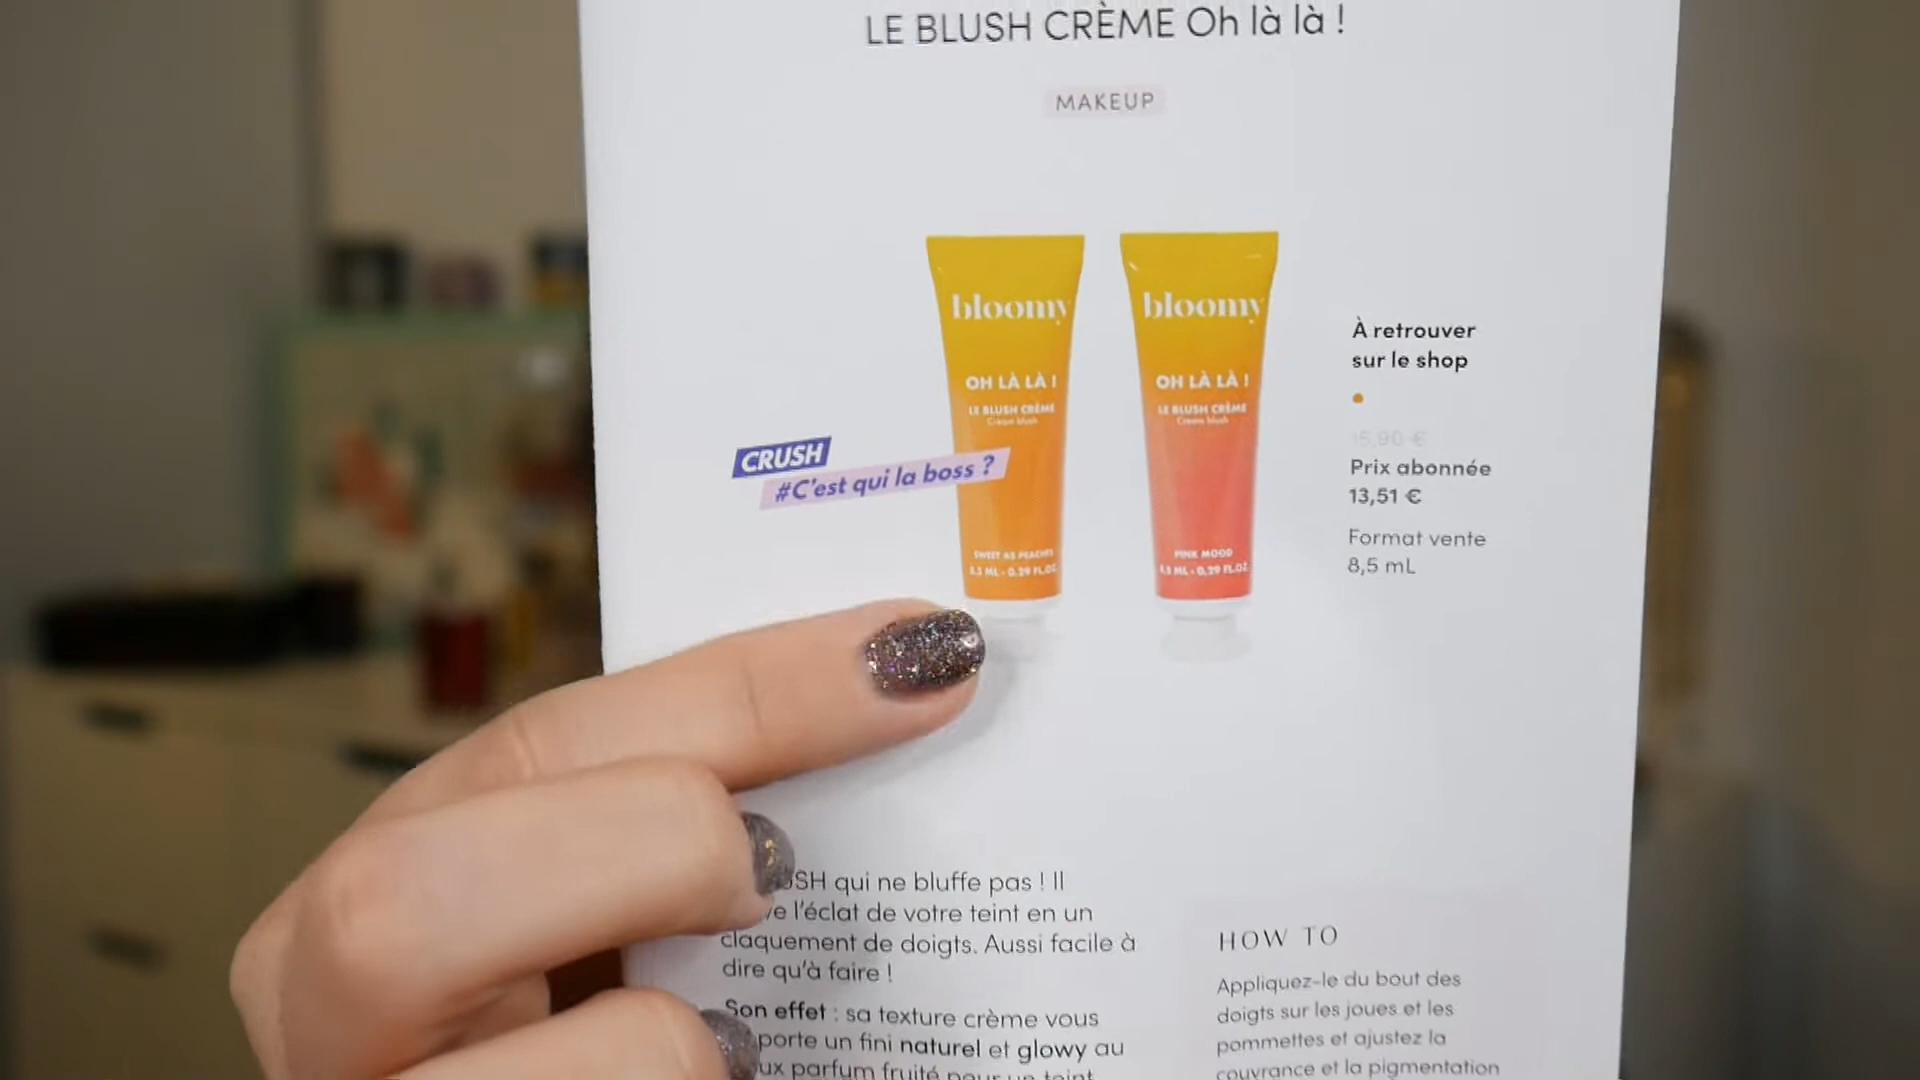 LE BLUSH CRÈME Oh là là !
MAKEUP
bloomy
OH LÀ LÀ !
LE BLUSH CRÈME
Cream blush
SWEET AS PEACHES
8.5 ML - 0.29 FL.OZ
bloomy
OH LÀ LÀ !
LE BLUSH CRÈME
Cream blush
PINK MOOD
8.5 ML - 0.29 FL.OZ
CRUSH
#C'est qui la boss ?
À retrouver
sur le shop
15,90 €
Prix abonnée
13,51 €
Format vente
8,5 mL
qui ne bluffe pas ! Il
l'éclat de votre teint en un
claquement de doigts. Aussi facile à
dire qu'à faire !
Son effet : sa texture crème vous
porte un fini naturel et glowy au
parfum fruité pour un teint
HOW TO
Appliquez-le du bout des
doigts sur les joues et les
pommettes et ajustez la
couvrance et la pigmentation